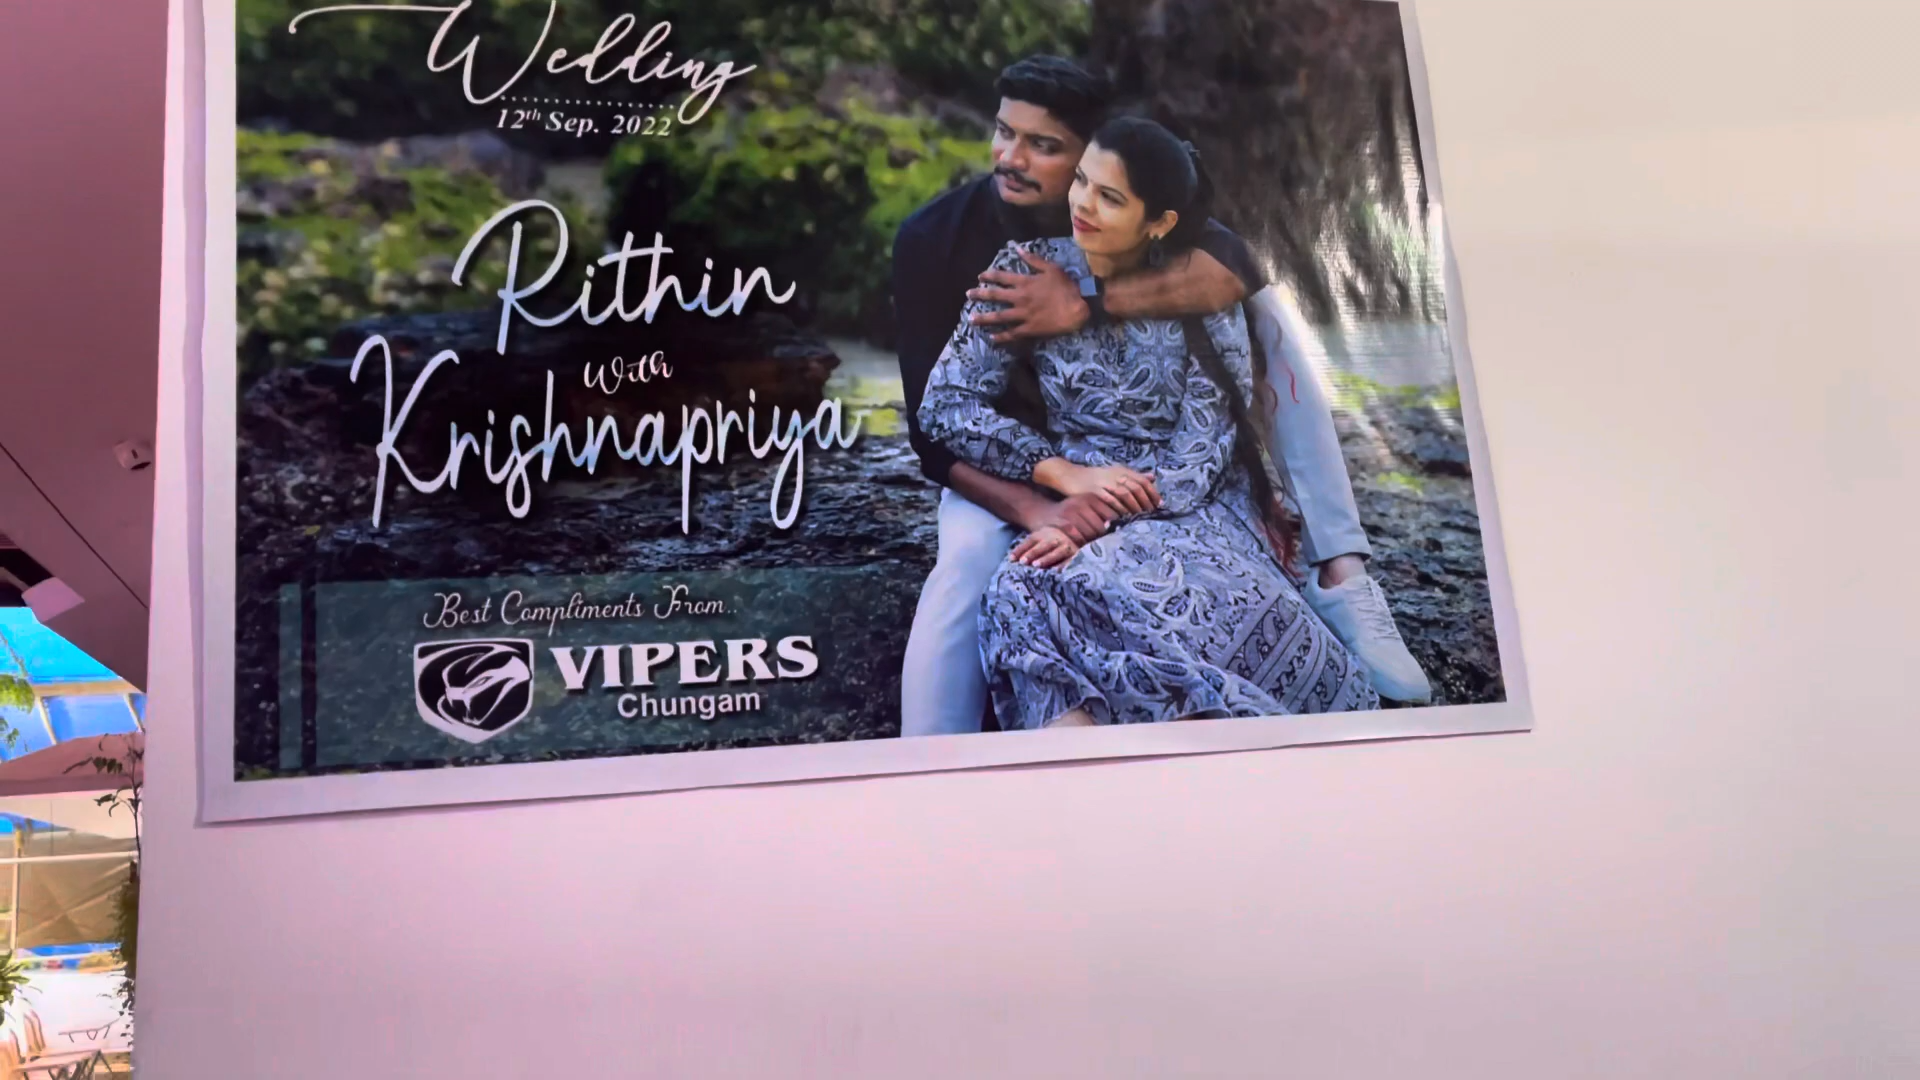 Wedding
12th Sep. 2022
Rithin
With
Krishnapriya
Best Compliments From..
VIPERS
Chungam